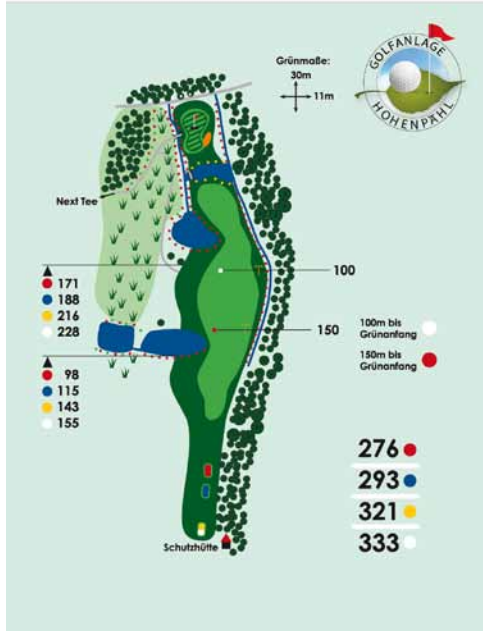 Grünmaße:
30m
11m
GOLFANLAGE
HOHENPÄHL
Next Tee
171
188
216
228
98
115
143
155
100
150
100m bis
Grünanfang
150m bis
Grünanfang
276
293
321
333
Schutzhütte